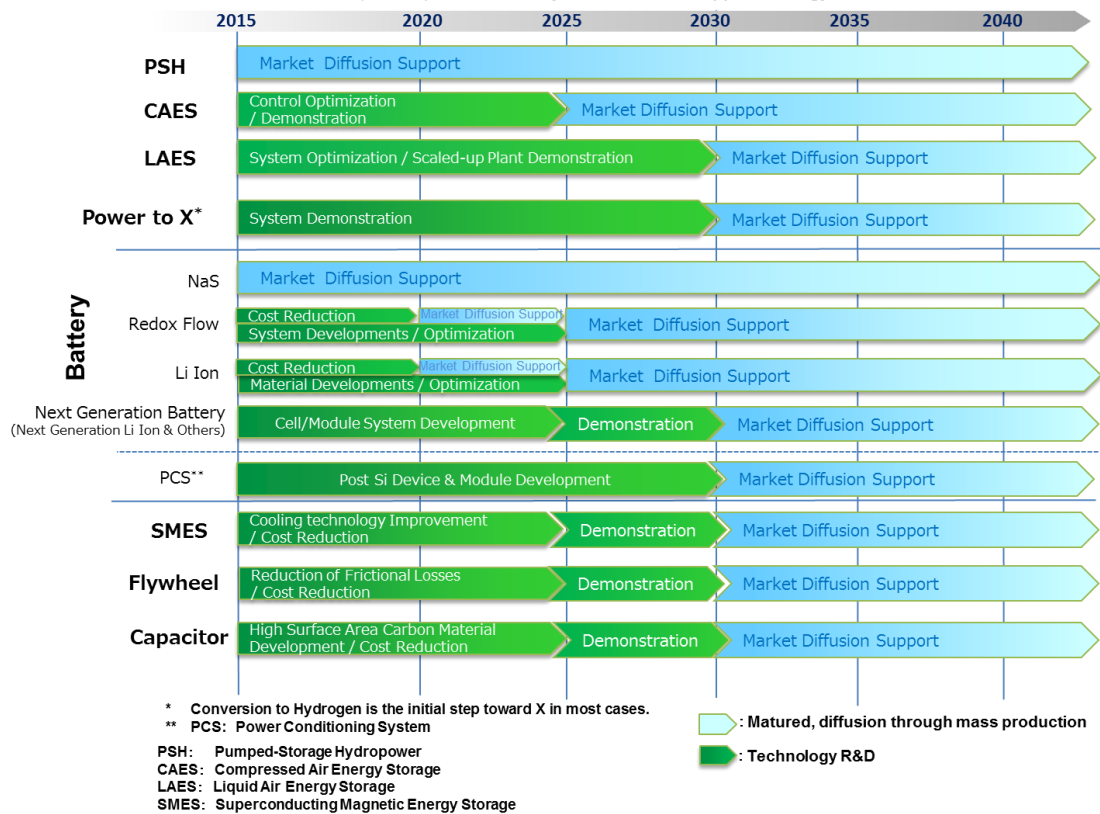 2015 2020 2025 2030 2035 2040
PSH
Market Diffusion Support
CAES
Control Optimization
/ Demonstration
Market Diffusion Support
LAES
System Optimization / Scaled-up Plant Demonstration
Market Diffusion Support
Power to X*
System Demonstration
Market Diffusion Support
Battery
NaS
Market Diffusion Support
Redox Flow
Cost Reduction
Market Diffusion Support
System Developments / Optimization
Market Diffusion Support
Li Ion
Cost Reduction
Market Diffusion Support
Material Developments / Optimization
Market Diffusion Support
Next Generation Battery
(Next Generation Li Ion & Others)
Cell/Module System Development
Demonstration
Market Diffusion Support
PCS**
Post Si Device & Module Development
Market Diffusion Support
SMES
Cooling technology Improvement
/ Cost Reduction
Demonstration
Market Diffusion Support
Flywheel
Reduction of Frictional Losses
/ Cost Reduction
Demonstration
Market Diffusion Support
Capacitor
High Surface Area Carbon Material
Development / Cost Reduction
Demonstration
Market Diffusion Support
* Conversion to Hydrogen is the initial step toward X in most cases.
** PCS: Power Conditioning System
PSH: Pumped-Storage Hydropower
CAES: Compressed Air Energy Storage
LAES: Liquid Air Energy Storage
SMES: Superconducting Magnetic Energy Storage
: Matured, diffusion through mass production
: Technology R&D